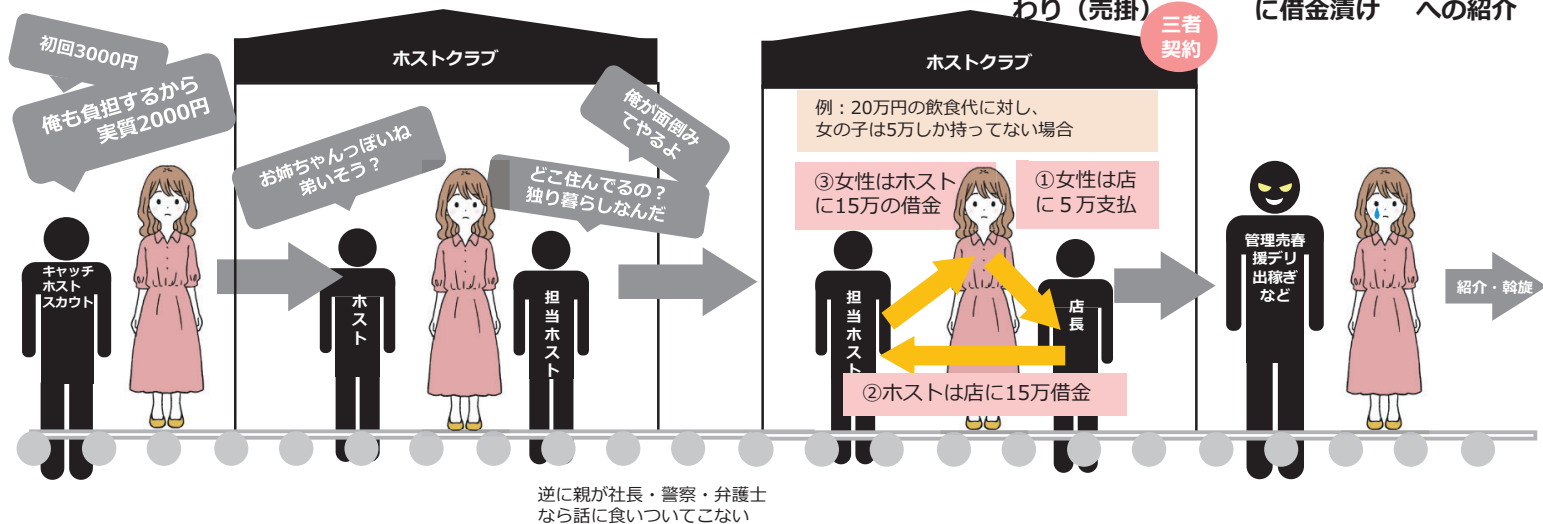 わり（売掛）
に借金漬け
への紹介
三者
契約
初回3000円
俺も負担するから
実質2000円
キャッチ
ホスト
スカウト
ホストクラブ
お姉ちゃんっぽいね
弟いそう？
俺が面倒み
てやるよ
どこ住んでるの？
独り暮らしなんだ
ホスト
担当ホスト
ホストクラブ
例：20万円の飲食代に対し、
女の子は5万しか持ってない場合
③女性はホスト
に15万の借金
①女性は店
に５万支払
担当ホスト
店長
②ホストは店に15万借金
管理売春
援デリ
出稼ぎ
など
紹介・斡旋
逆に親が社長・警察・弁護士
なら話に食いついてこない